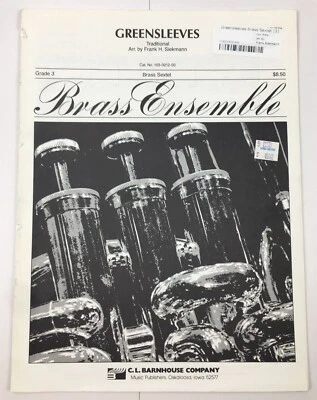 GREENSLEEVES
Traditional
Arr. by Frank H. Siekmann
Grade 3
Brass Sextet
$8.50
Brass Ensemble
C.L. BARNHOUSE COMPANY
Music Publishers, Oskaloosa, Iowa 52577